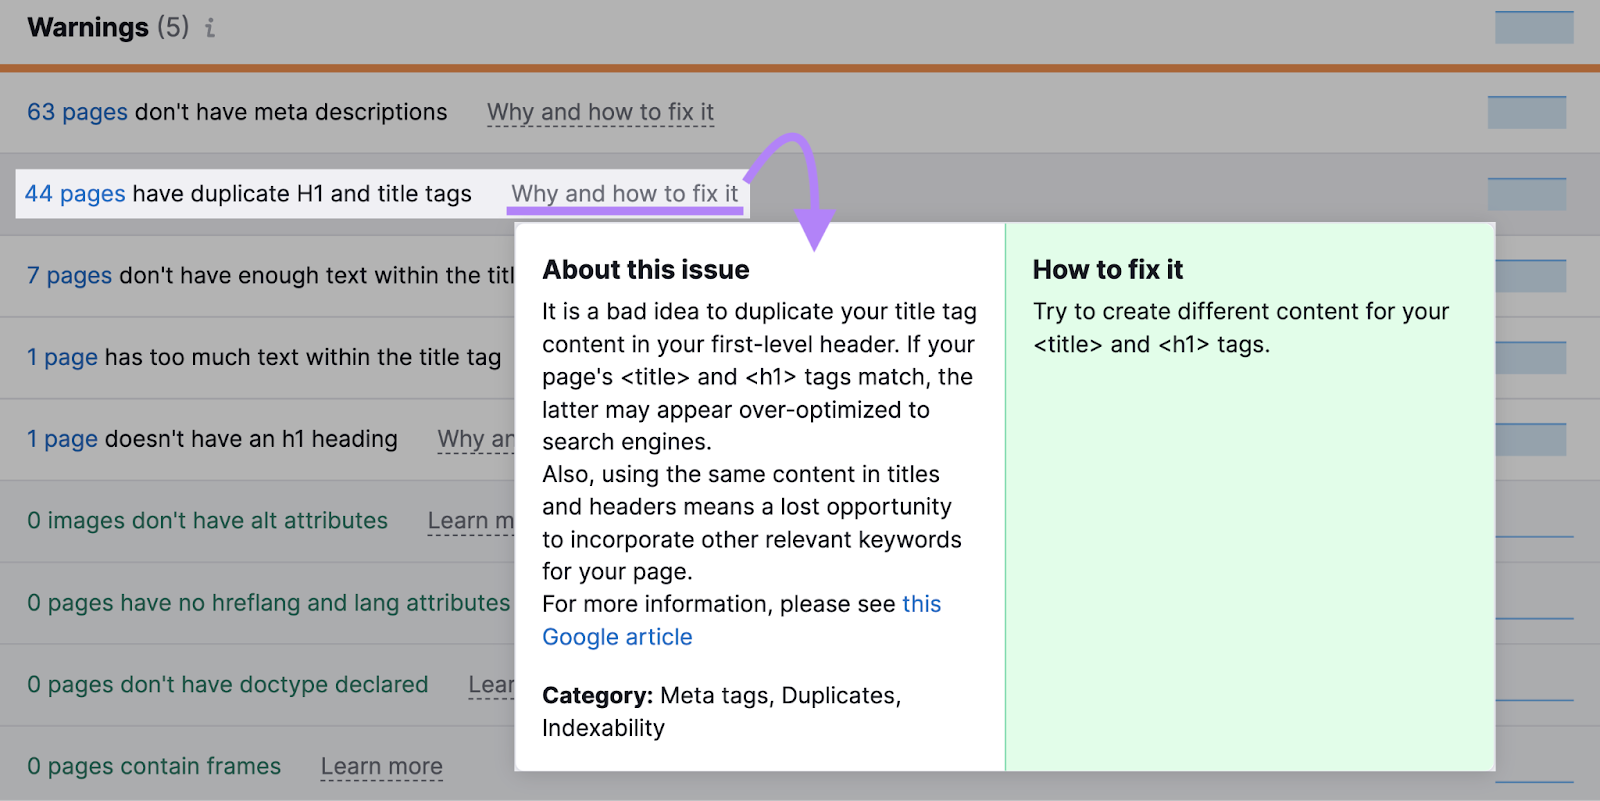 Warnings (5) i
63 pages don't have meta descriptions Why and how to fix it
44 pages have duplicate H1 and title tags Why and how to fix it
7 pages don't have enough text within the
1 page has too much text within the title tag
1 page doesn't have an h1 heading Why
0 images don't have alt attributes Learn
0 pages have no hreflang and lang attributes
0 pages don't have doctype declared
0 pages contain frames Learn more
About this issue
It is a bad idea to duplicate your title tag
content in your first-level header. If your
page's <title> and <h1> tags match, the
latter may appear over-optimized to
search engines.
Also, using the same content in titles
and headers means a lost opportunity
to incorporate other relevant keywords
for your page.
For more information, please see this
Google article
Category: Meta tags, Duplicates,
Indexability
How to fix it
Try to create different content for your
<title> and <h1> tags.